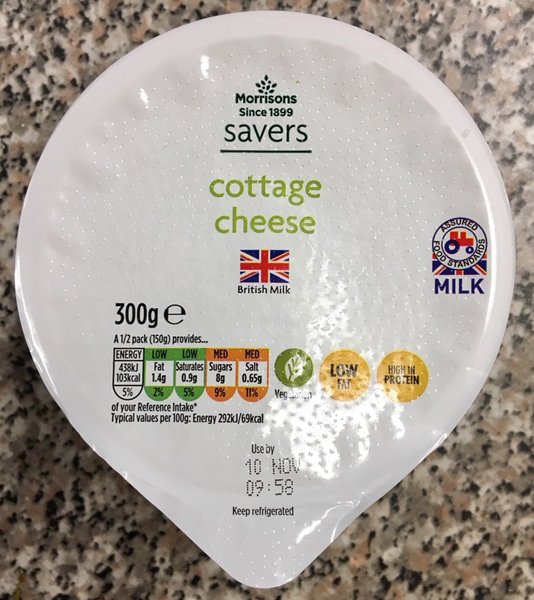 Morrisons
Since 1899
savers
cottage
cheese
British Milk
ASSURED
FOOD STANDARDS
MILK
300g e
A 1/2 pack (150g) provides...
ENERGY LOW LOW MED MED
438kJ Fat Saturates Sugars Salt
103kcal 1.4g 0.9g 8g 0.65g
5% 2% 5% 9% 11%
Vegetarian
LOW
FAT
HIGH IN
PROTEIN
of your Reference Intake*
Typical values per 100g: Energy 292kJ/69kcal
Use by
10 NOV
09:58
Keep refrigerated